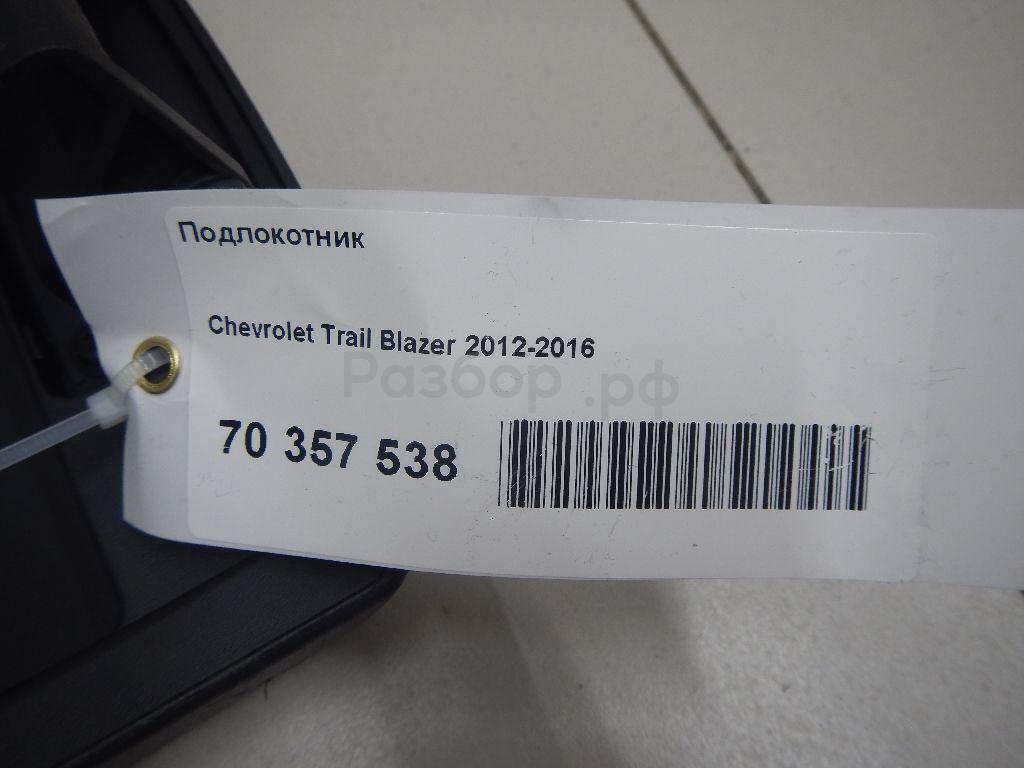 Подлокотник
Chevrolet Trail Blazer 2012-2016
Разбор.рф
70 357 538